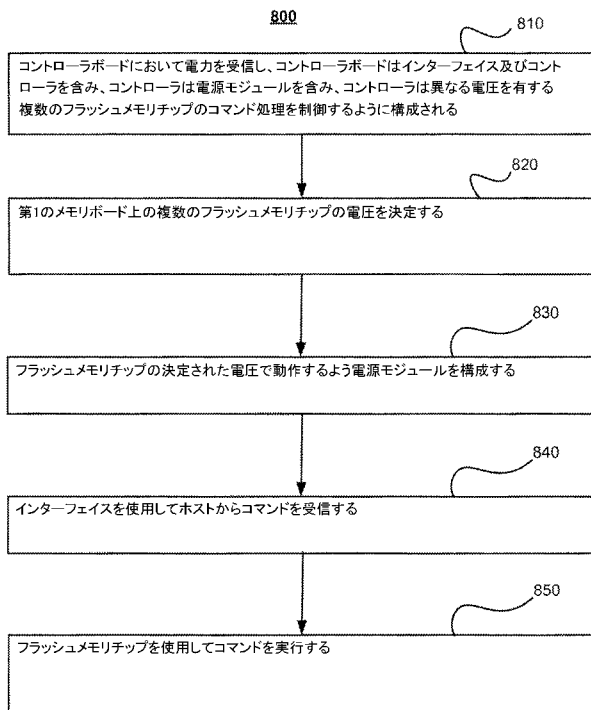 800
810
コントローラボードにおいて電力を受信し、コントローラボードはインターフェイス及びコント
ローラを含み、コントローラは電源モジュールを含み、コントローラは異なる電圧を有する
複数のフラッシュメモリチップのコマンド処理を制御するように構成される
820
第1のメモリボード上の複数のフラッシュメモリチップの電圧を決定する
830
フラッシュメモリチップの決定された電圧で動作するよう電源モジュールを構成する
840
インターフェイスを使用してホストからコマンドを受信する
850
フラッシュメモリチップを使用してコマンドを実行する